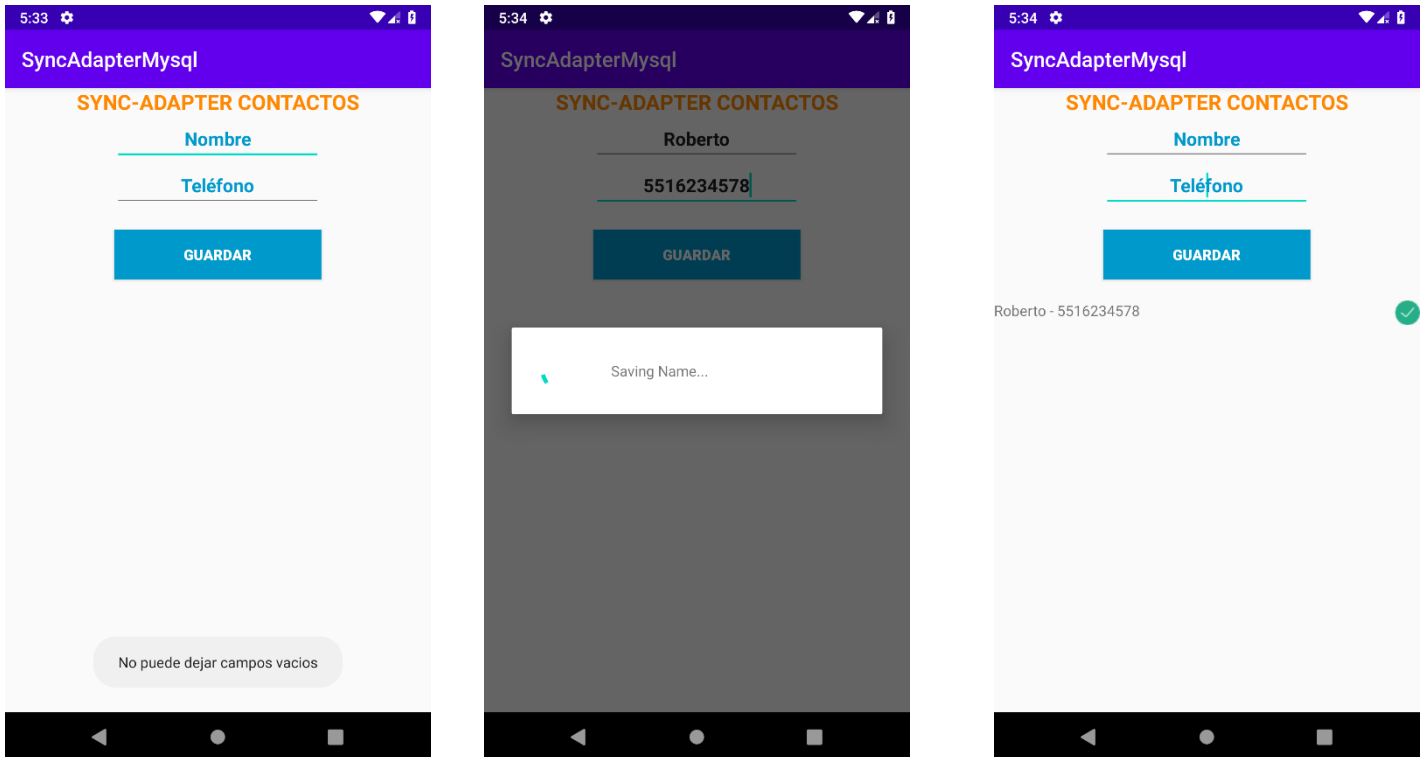 5:33
SyncAdapterMysql
SYNC-ADAPTER CONTACTOS
Nombre
Teléfono
GUARDAR
No puede dejar campos vacios
5:34
SyncAdapterMysql
SYNC-ADAPTER CONTACTOS
Roberto
5516234578
GUARDAR
Saving Name...
5:34
SyncAdapterMysql
SYNC-ADAPTER CONTACTOS
Nombre
Teléfono
GUARDAR
Roberto - 5516234578